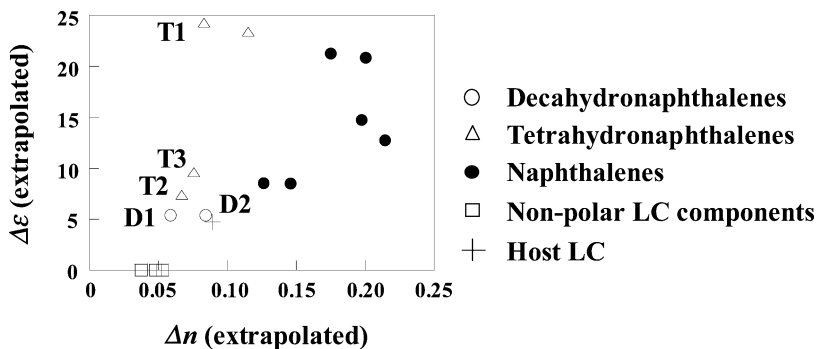 25
20
15
10
5
0
Δε (extrapolated)
T1
T3
T2
D1
D2
0
0.05
0.10
0.15
0.20
0.25
Δn (extrapolated)
Decahydronaphthalenes
Tetrahydronaphthalenes
Naphthalenes
Non-polar LC components
Host LC